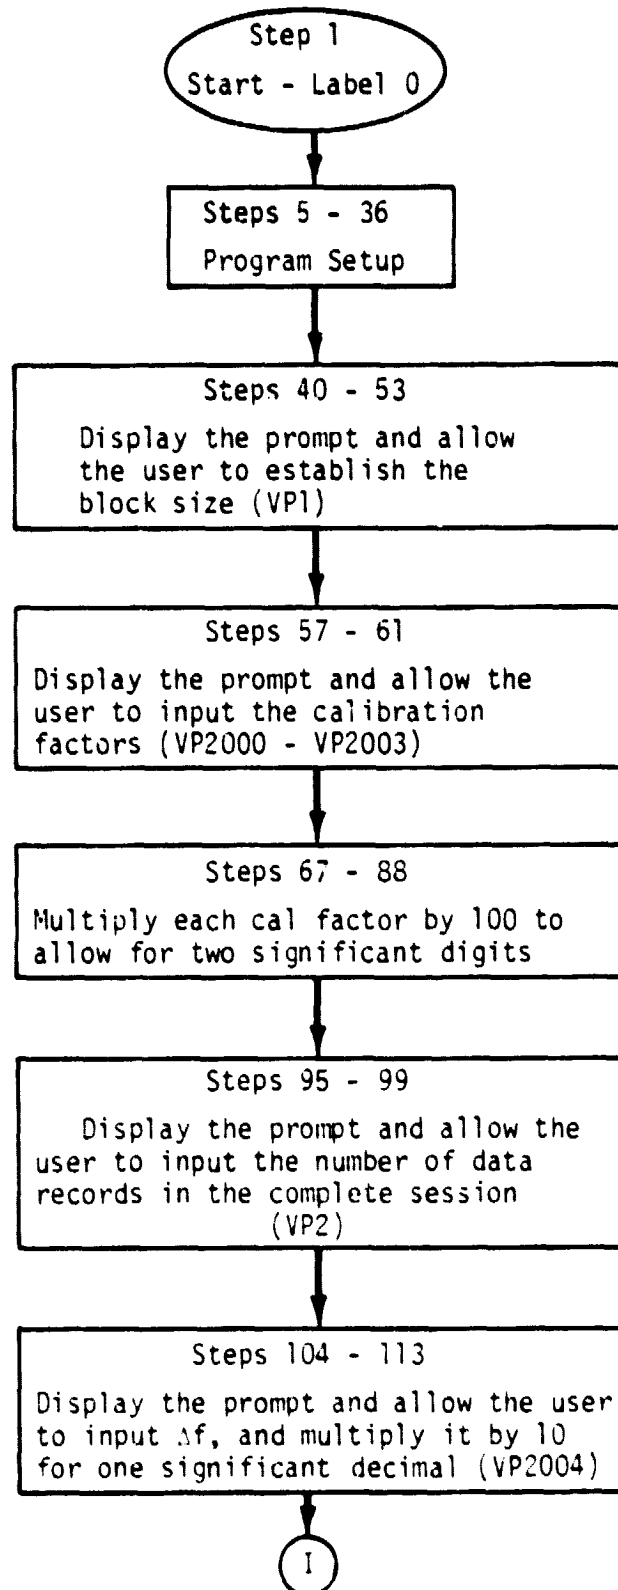 Step 1
Start - Label 0
Steps 5 - 36
Program Setup
Steps 40 - 53
Display the prompt and allow
the user to establish the
block size (VP1)
Steps 57 - 61
Display the prompt and allow the
user to input the calibration
factors (VP2000 - VP2003)
Steps 67 - 88
Multiply each cal factor by 100 to
allow for two significant digits
Steps 95 - 99
Display the prompt and allow the
user to input the number of data
records in the complete session
(VP2)
Steps 104 - 113
Display the prompt and allow the user
to input Δf, and multiply it by 10
for one significant decimal (VP2004)
I